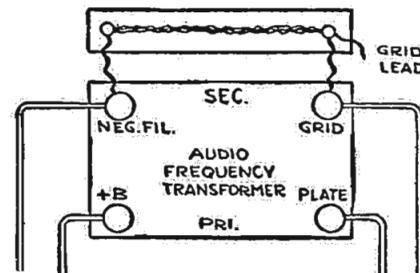 GRID
LEAD
SEC.
NEG.FIL.
GRID
AUDIO
FREQUENCY
TRANSFORMER
+B
PLATE
PRI.